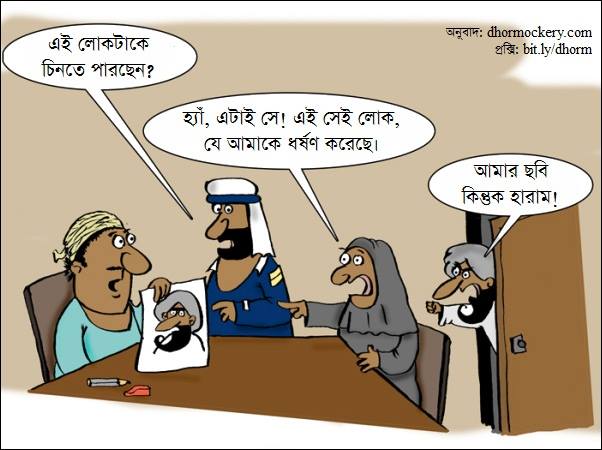 অনুবাদ: dhormockery.com
প্রক্সি: bit.ly/dhorm
এই লোকটাকে
চিনতে পারছেন?
হ্যাঁ, এটাই সে! এই সেই লোক,
যে আমাকে ধর্ষণ করেছে।
আমার ছবি
কিন্তুক হারাম!